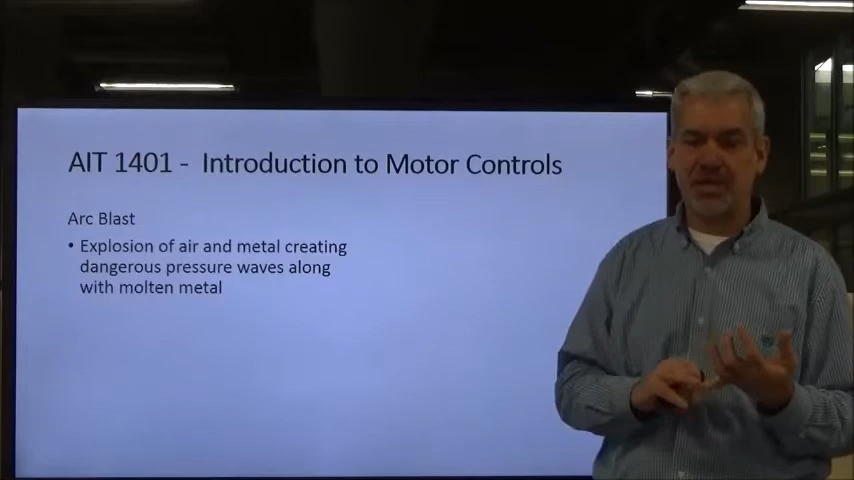 AIT 1401 - Introduction to Motor Controls
Arc Blast
• Explosion of air and metal creating
dangerous pressure waves along
with molten metal